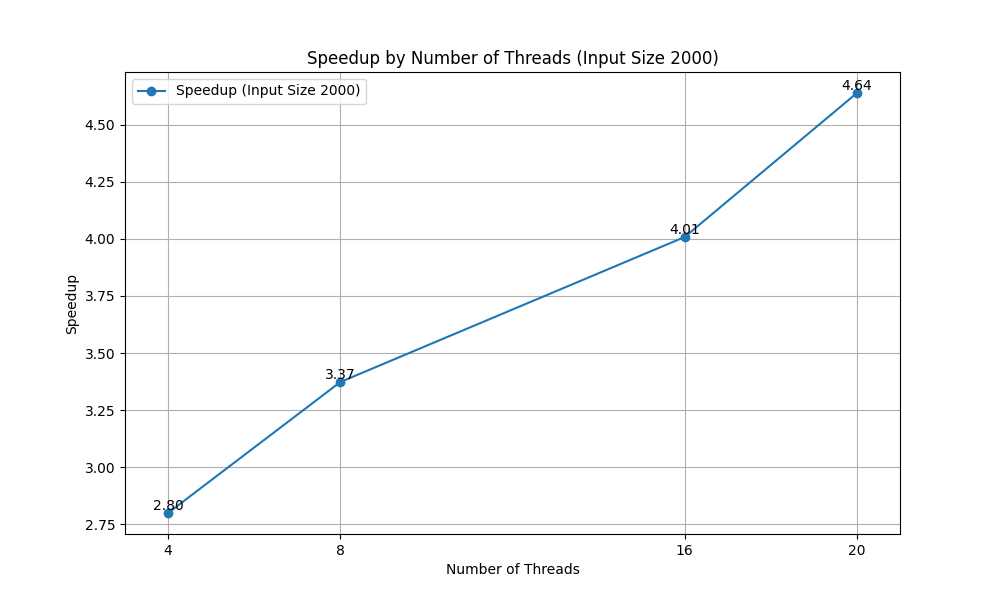 Speedup by Number of Threads (Input Size 2000)
Speedup (Input Size 2000)
4.64
4.50
4.25
4.01
4.00
3.75
Speedup
3.50
3.37
3.25
3.00
2.80
2.75
4 8 16 20
Number of Threads